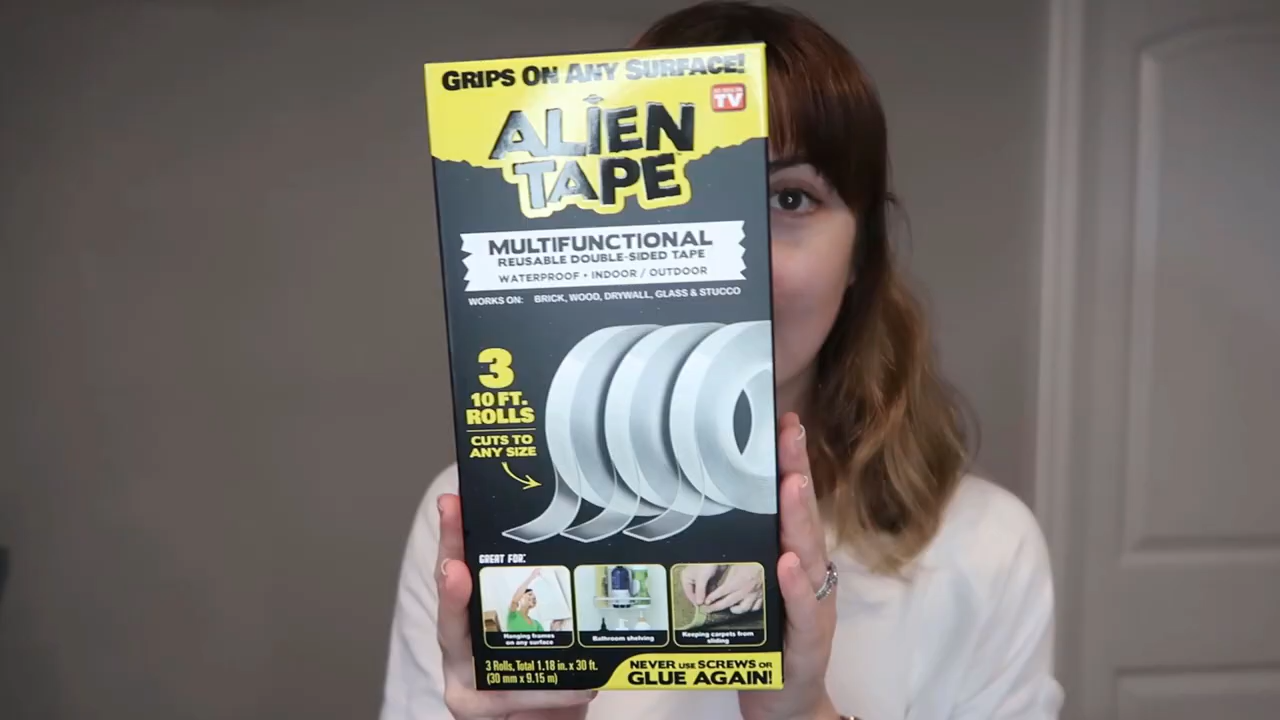 GRIPS ON ANY SURFACE!
AS SEEN ON
TV
ALIEN
TAPE
MULTIFUNCTIONAL
REUSABLE DOUBLE-SIDED TAPE
WATERPROOF • INDOOR / OUTDOOR
WORKS ON: BRICK, WOOD, DRYWALL, GLASS & STUCCO
3
10 FT.
ROLLS
CUTS TO
ANY SIZE
GREAT FOR:
Hanging frames
on any surface
Bathroom shelving
Keeping carpets from
sliding
3 Rolls, Total 1.18 in. x 30 ft.
(30 mm x 9.15 m)
NEVER USE SCREWS OR
GLUE AGAIN!